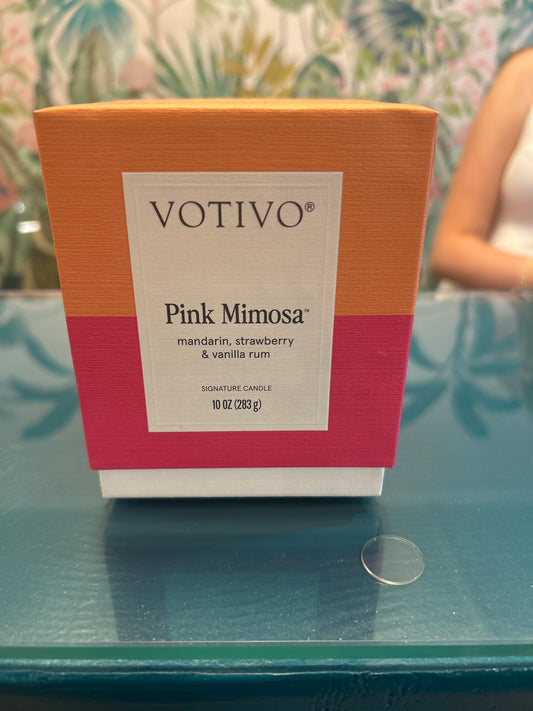 VOTIVO®
Pink Mimosa™
mandarin, strawberry
& vanilla rum
SIGNATURE CANDLE
10 OZ (283 g)